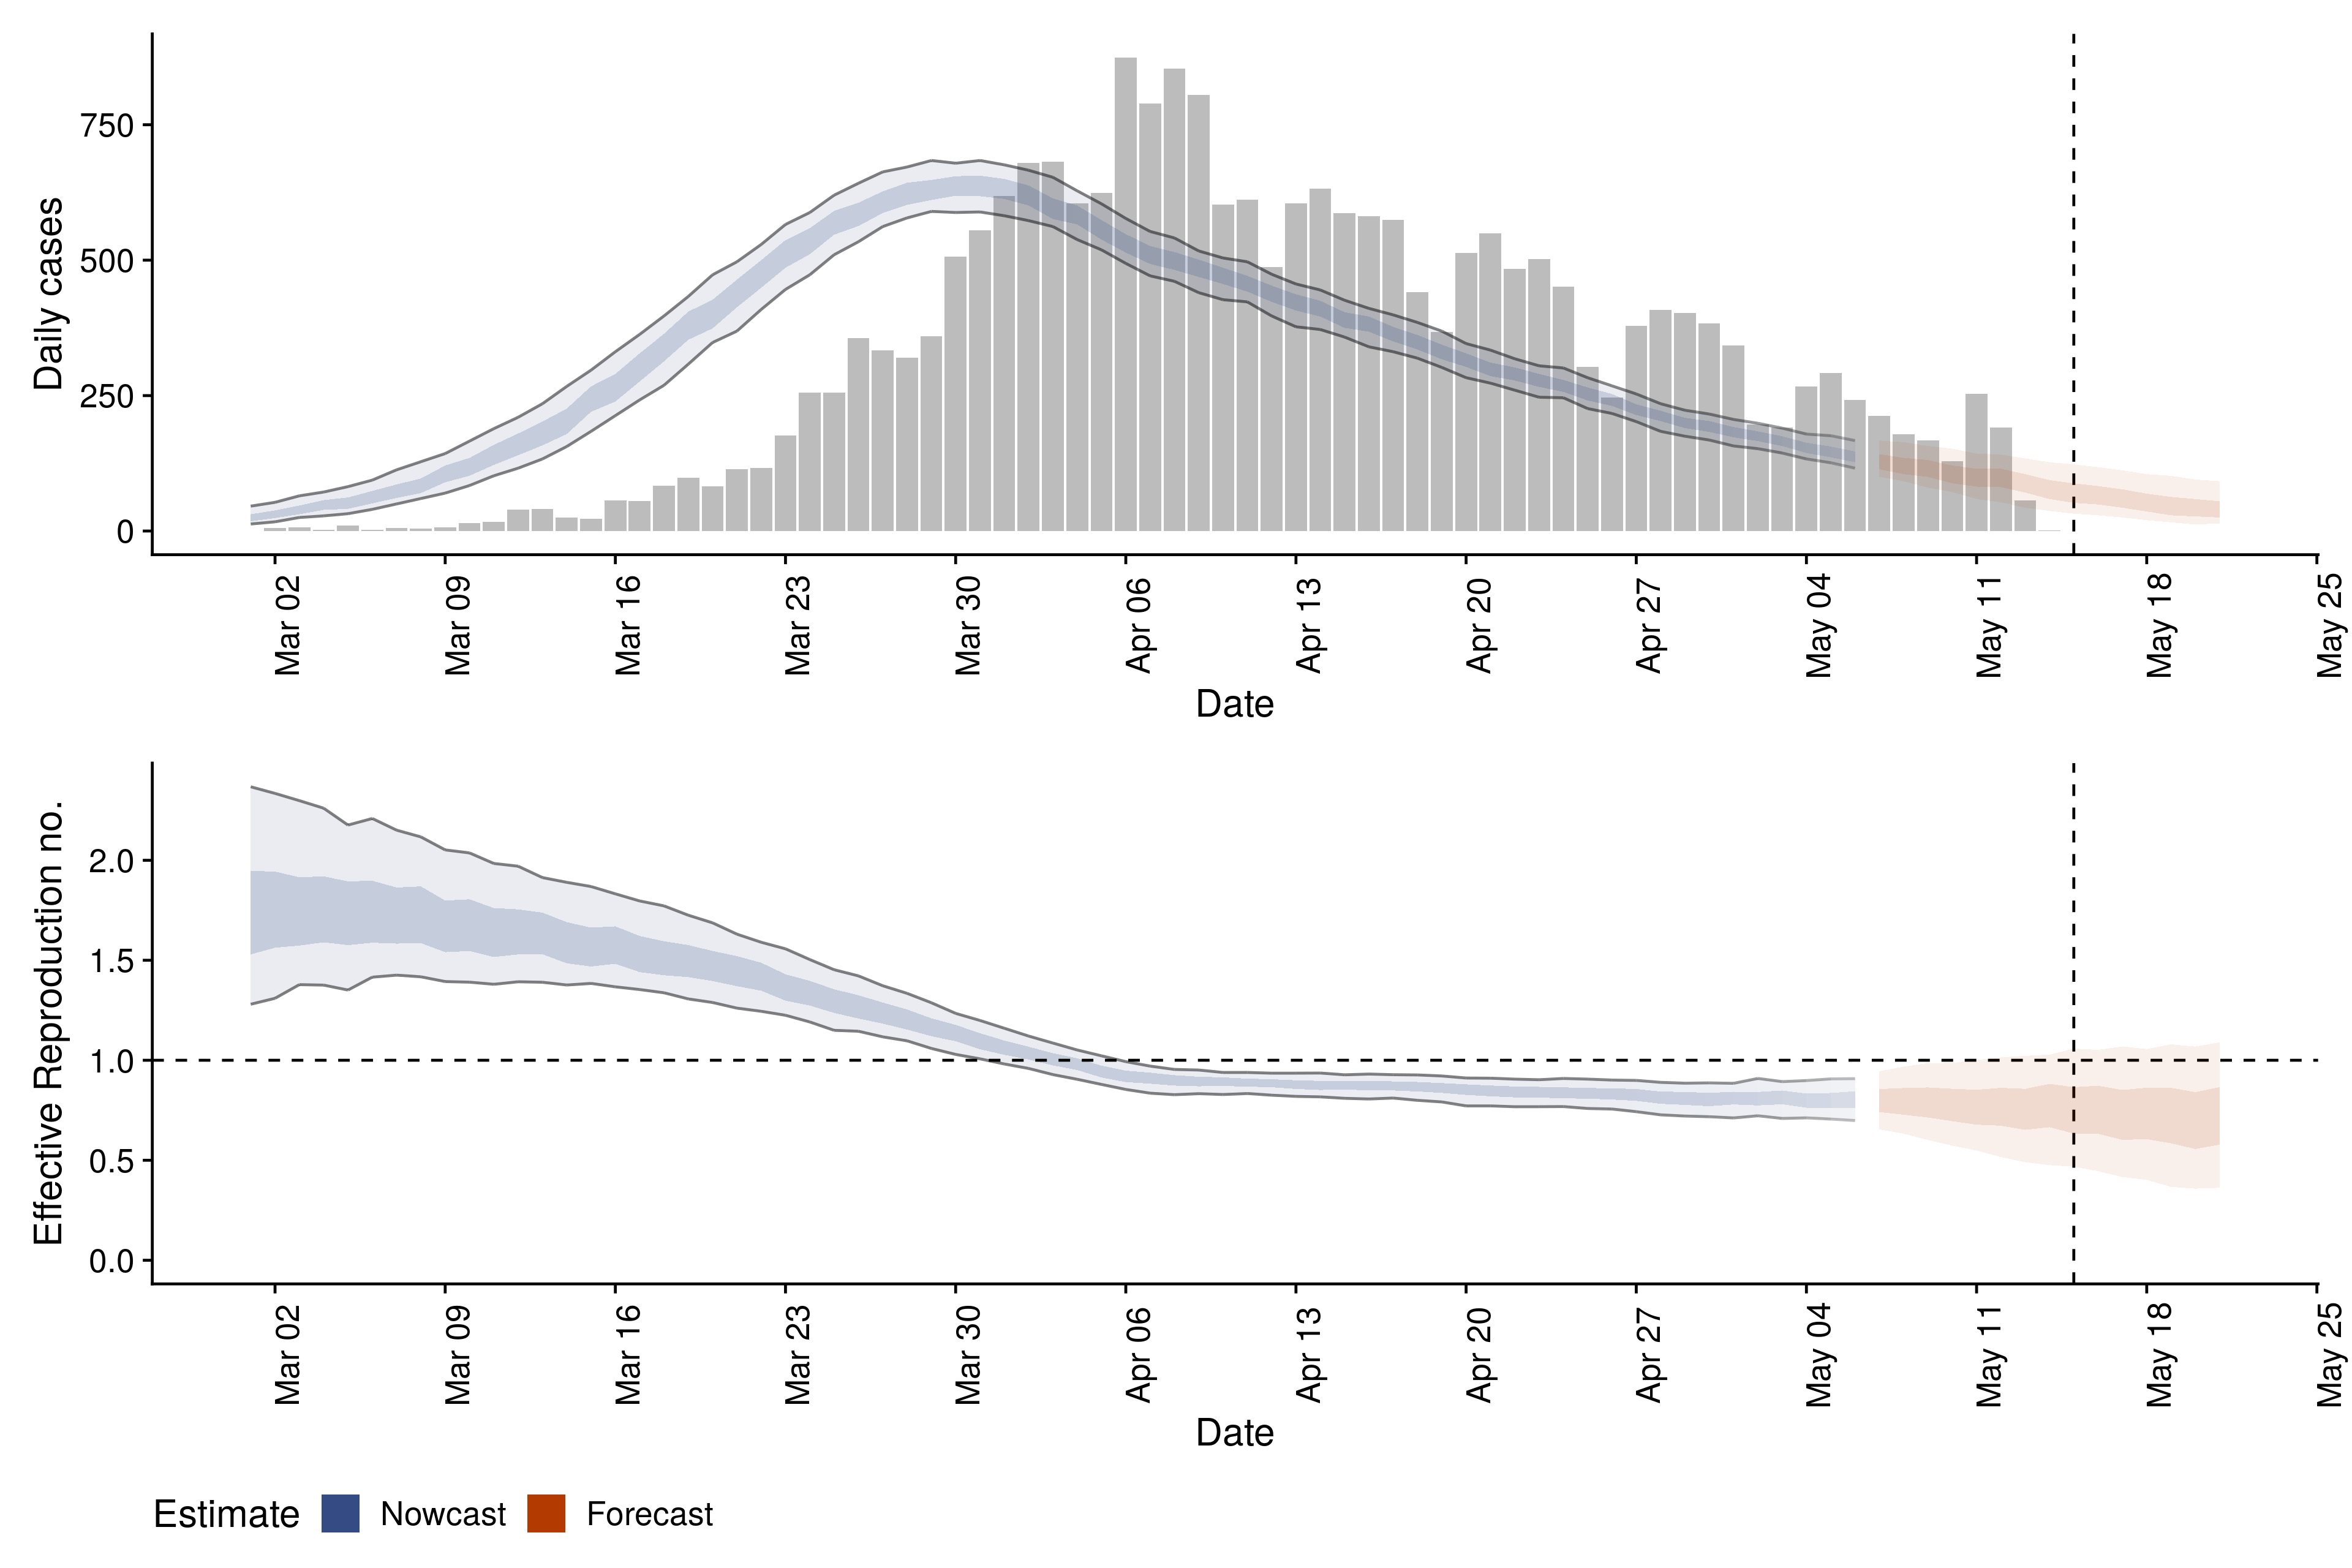 Daily cases
750
500
250
0
Mar 02
Mar 09
Mar 16
Mar 23
Mar 30
Apr 06
Apr 13
Apr 20
Apr 27
May 04
May 11
May 18
May 25
Date
Effective Reproduction no.
2.0
1.5
1.0
0.5
0.0
Mar 02
Mar 09
Mar 16
Mar 23
Mar 30
Apr 06
Apr 13
Apr 20
Apr 27
May 04
May 11
May 18
May 25
Date
Estimate Nowcast Forecast